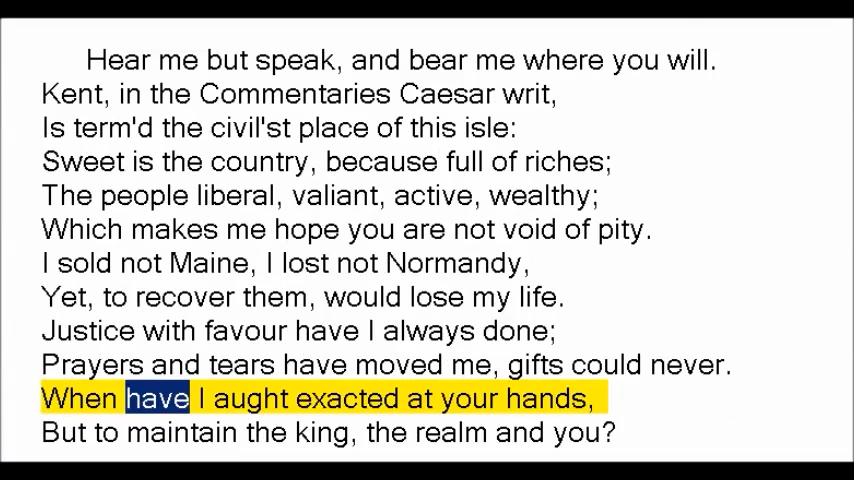 Hear me but speak, and bear me where you will.
Kent, in the Commentaries Caesar writ,
Is term'd the civil'st place of this isle:
Sweet is the country, because full of riches;
The people liberal, valiant, active, wealthy;
Which makes me hope you are not void of pity.
I sold not Maine, I lost not Normandy,
Yet, to recover them, would lose my life.
Justice with favour have I always done;
Prayers and tears have moved me, gifts could never.
When have I aught exacted at your hands,
But to maintain the king, the realm and you?